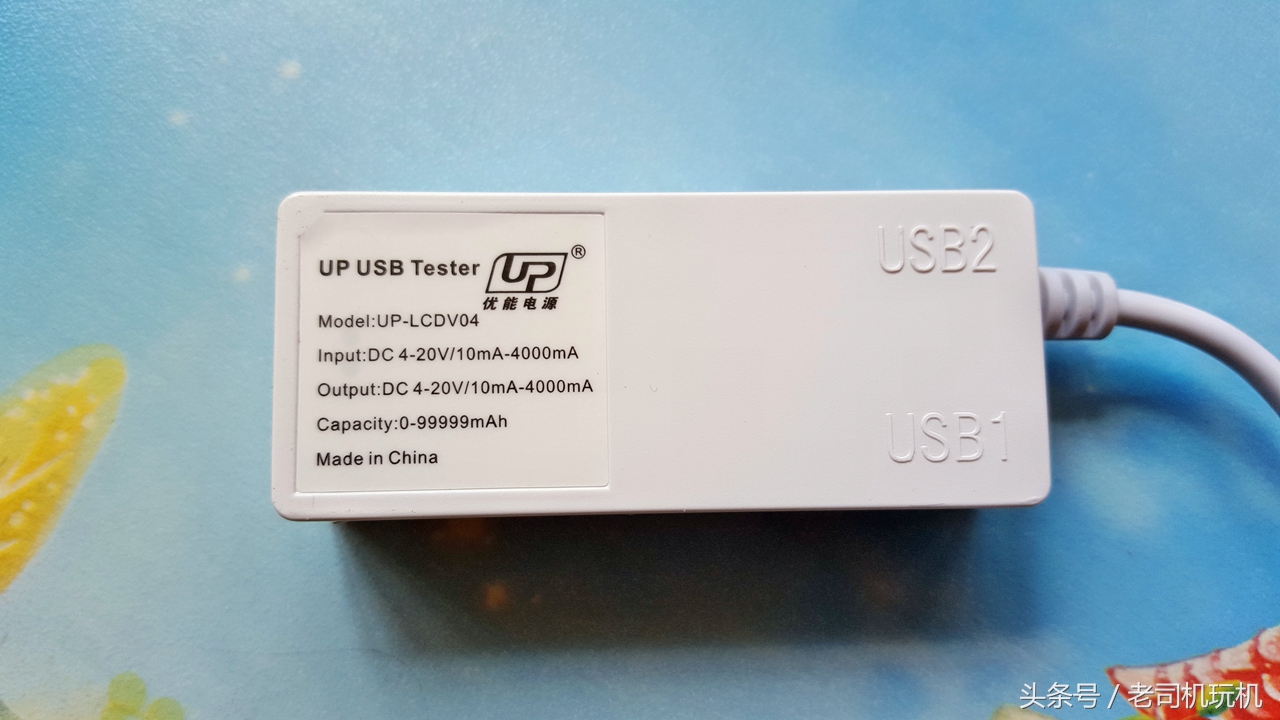 UP USB Tester UP®
优能电源
Model:UP-LCDV04
Input:DC 4-20V/10mA-4000mA
Output:DC 4-20V/10mA-4000mA
Capacity:0-99999mAh
Made in China
USB2
USB1
头条号 / 老司机玩机